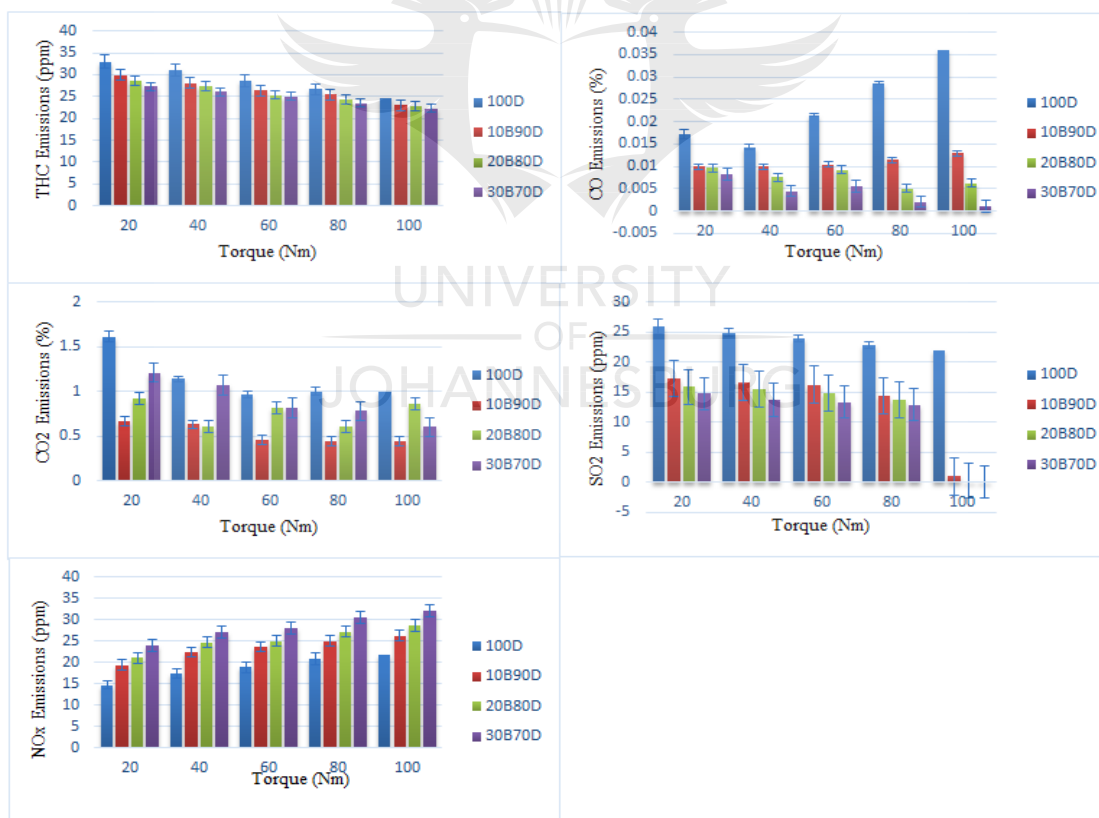 THC Emissions (ppm)
40
35
30
25
20
15
10
5
0
20 40 60 80 100
Torque (Nm)
100D
10B90D
20B80D
30B70D
CO Emissions (%)
0.04
0.035
0.03
0.025
0.02
0.015
0.01
0.005
0
-0.005
20 40 60 80 100
Torque (Nm)
100D
10B90D
20B80D
30B70D
UNIVERSITY
OF
JOHANNESBURG
CO2 Emissions (%)
2
1.5
1
0.5
0
20 40 60 80 100
Torque (Nm)
100D
10B90D
20B80D
30B70D
SO2 Emissions (ppm)
30
25
20
15
10
5
0
-5
20 40 60 80 100
Torque (Nm)
100D
10B90D
20B80D
30B70D
NOx Emissions (ppm)
40
35
30
25
20
15
10
5
0
20 40 60 80 100
Torque (Nm)
100D
10B90D
20B80D
30B70D